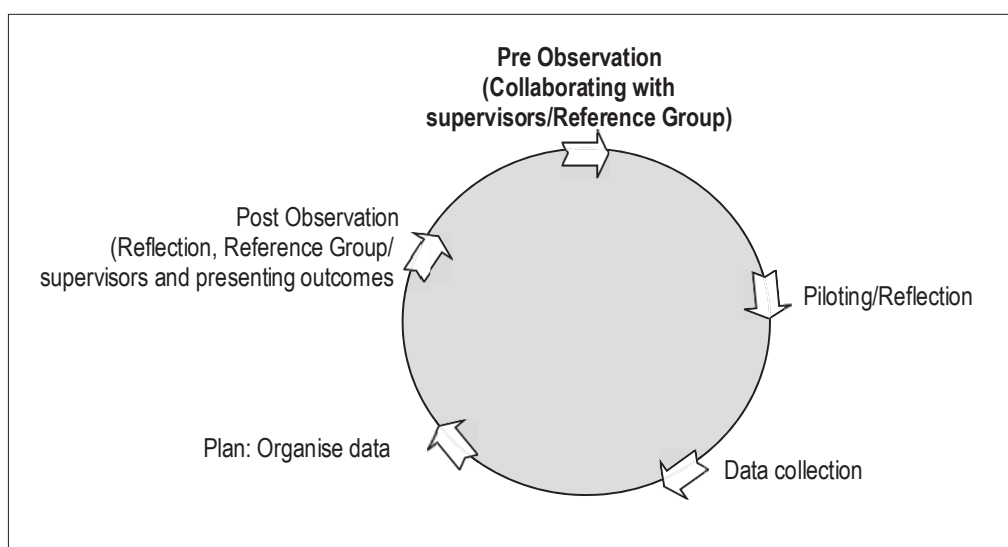 Pre Observation
(Collaborating with
supervisors/Reference Group)
Post Observation
(Reflection, Reference Group/
supervisors and presenting outcomes
Piloting/Reflection
Plan: Organise data
Data collection